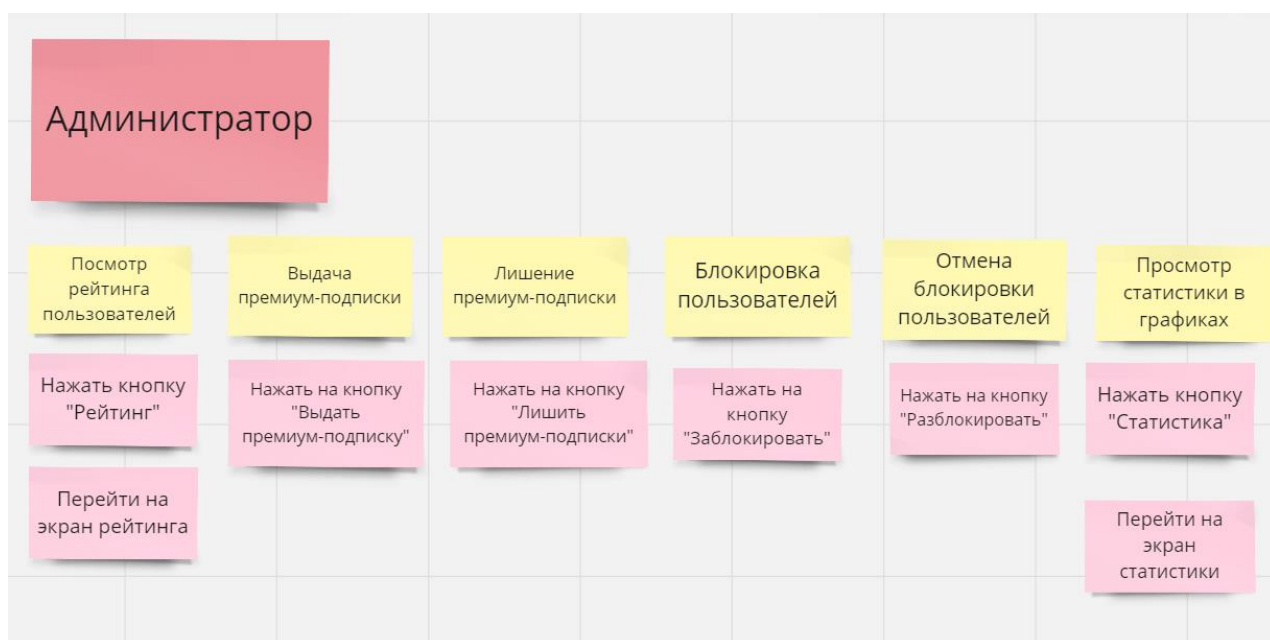 Администратор
Посмотр
рейтинга
пользователей
Выдача
премиум-подписки
Лишение
премиум-подписки
Блокировка
пользователей
Отмена
блокировки
пользователей
Просмотр
статистики в
графиках
Нажать кнопку
"Рейтинг"
Нажать на кнопку
"Выдать
премиум-подписку"
Нажать на кнопку
"Лишить
премиум-подписки"
Нажать на
кнопку
"Заблокировать"
Нажать на кнопку
"Разблокировать"
Нажать кнопку
"Статистика"
Перейти на
экран рейтинга
Перейти на
экран
статистики